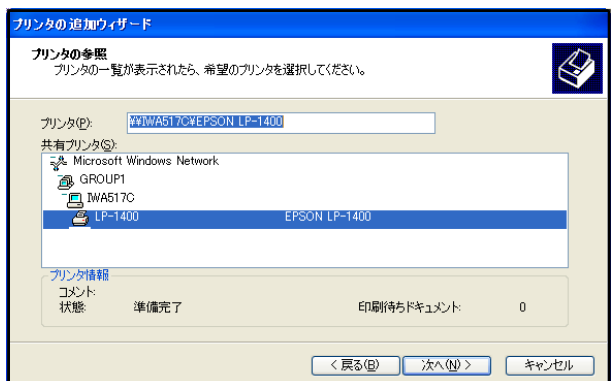 プリンタの追加ウィザード
プリンタの参照
プリンタの一覧が表示されたら、希望のプリンタを選択してください。
プリンタ(P): ¥¥IWA517C¥EPSON LP-1400
共有プリンタ(S):
Microsoft Windows Network
GROUP1
IWA517C
LP-1400 EPSON LP-1400
プリンタ情報
コメント:
状態: 準備完了 印刷待ちドキュメント: 0
< 戻る(B) 次へ(N) > キャンセル